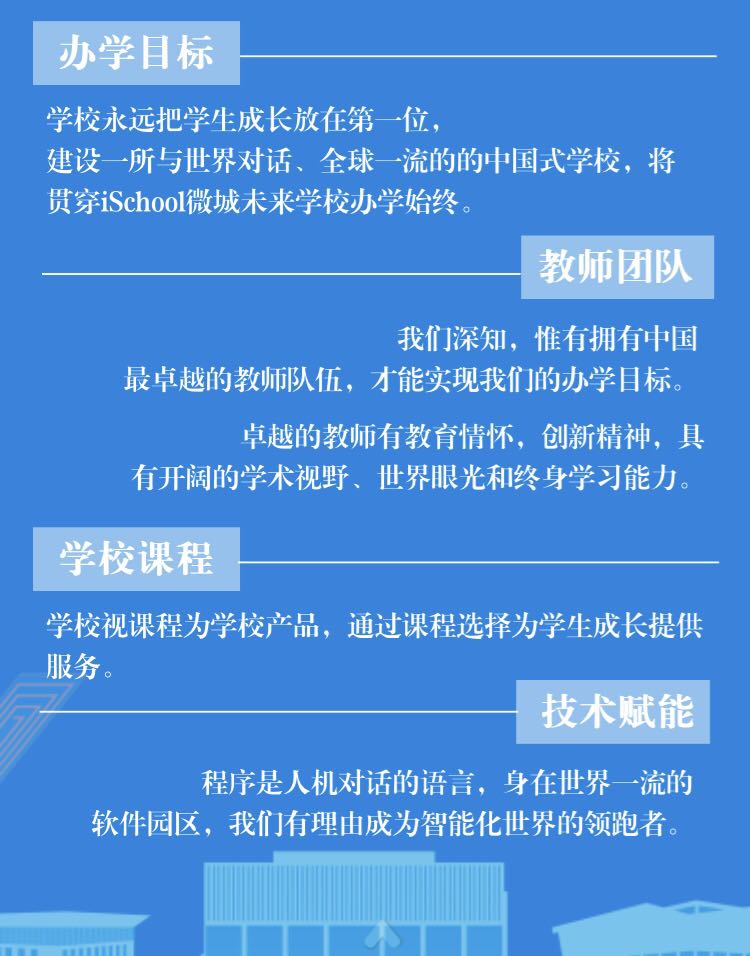 办学目标
学校永远把学生成长放在第一位，
建设一所与世界对话、全球一流的的中国式学校，将
贯穿iSchool微城未来学校办学始终。
教师团队
我们深知，惟有拥有中国
最卓越的教师队伍，才能实现我们的办学目标。
卓越的教师有教育情怀，创新精神，具
有开阔的学术视野、世界眼光和终身学习能力。
学校课程
学校视课程为学校产品，通过课程选择为学生成长提供
服务。
技术赋能
程序是人机对话的语言，身在世界一流的
软件园区，我们有理由成为智能化世界的领跑者。